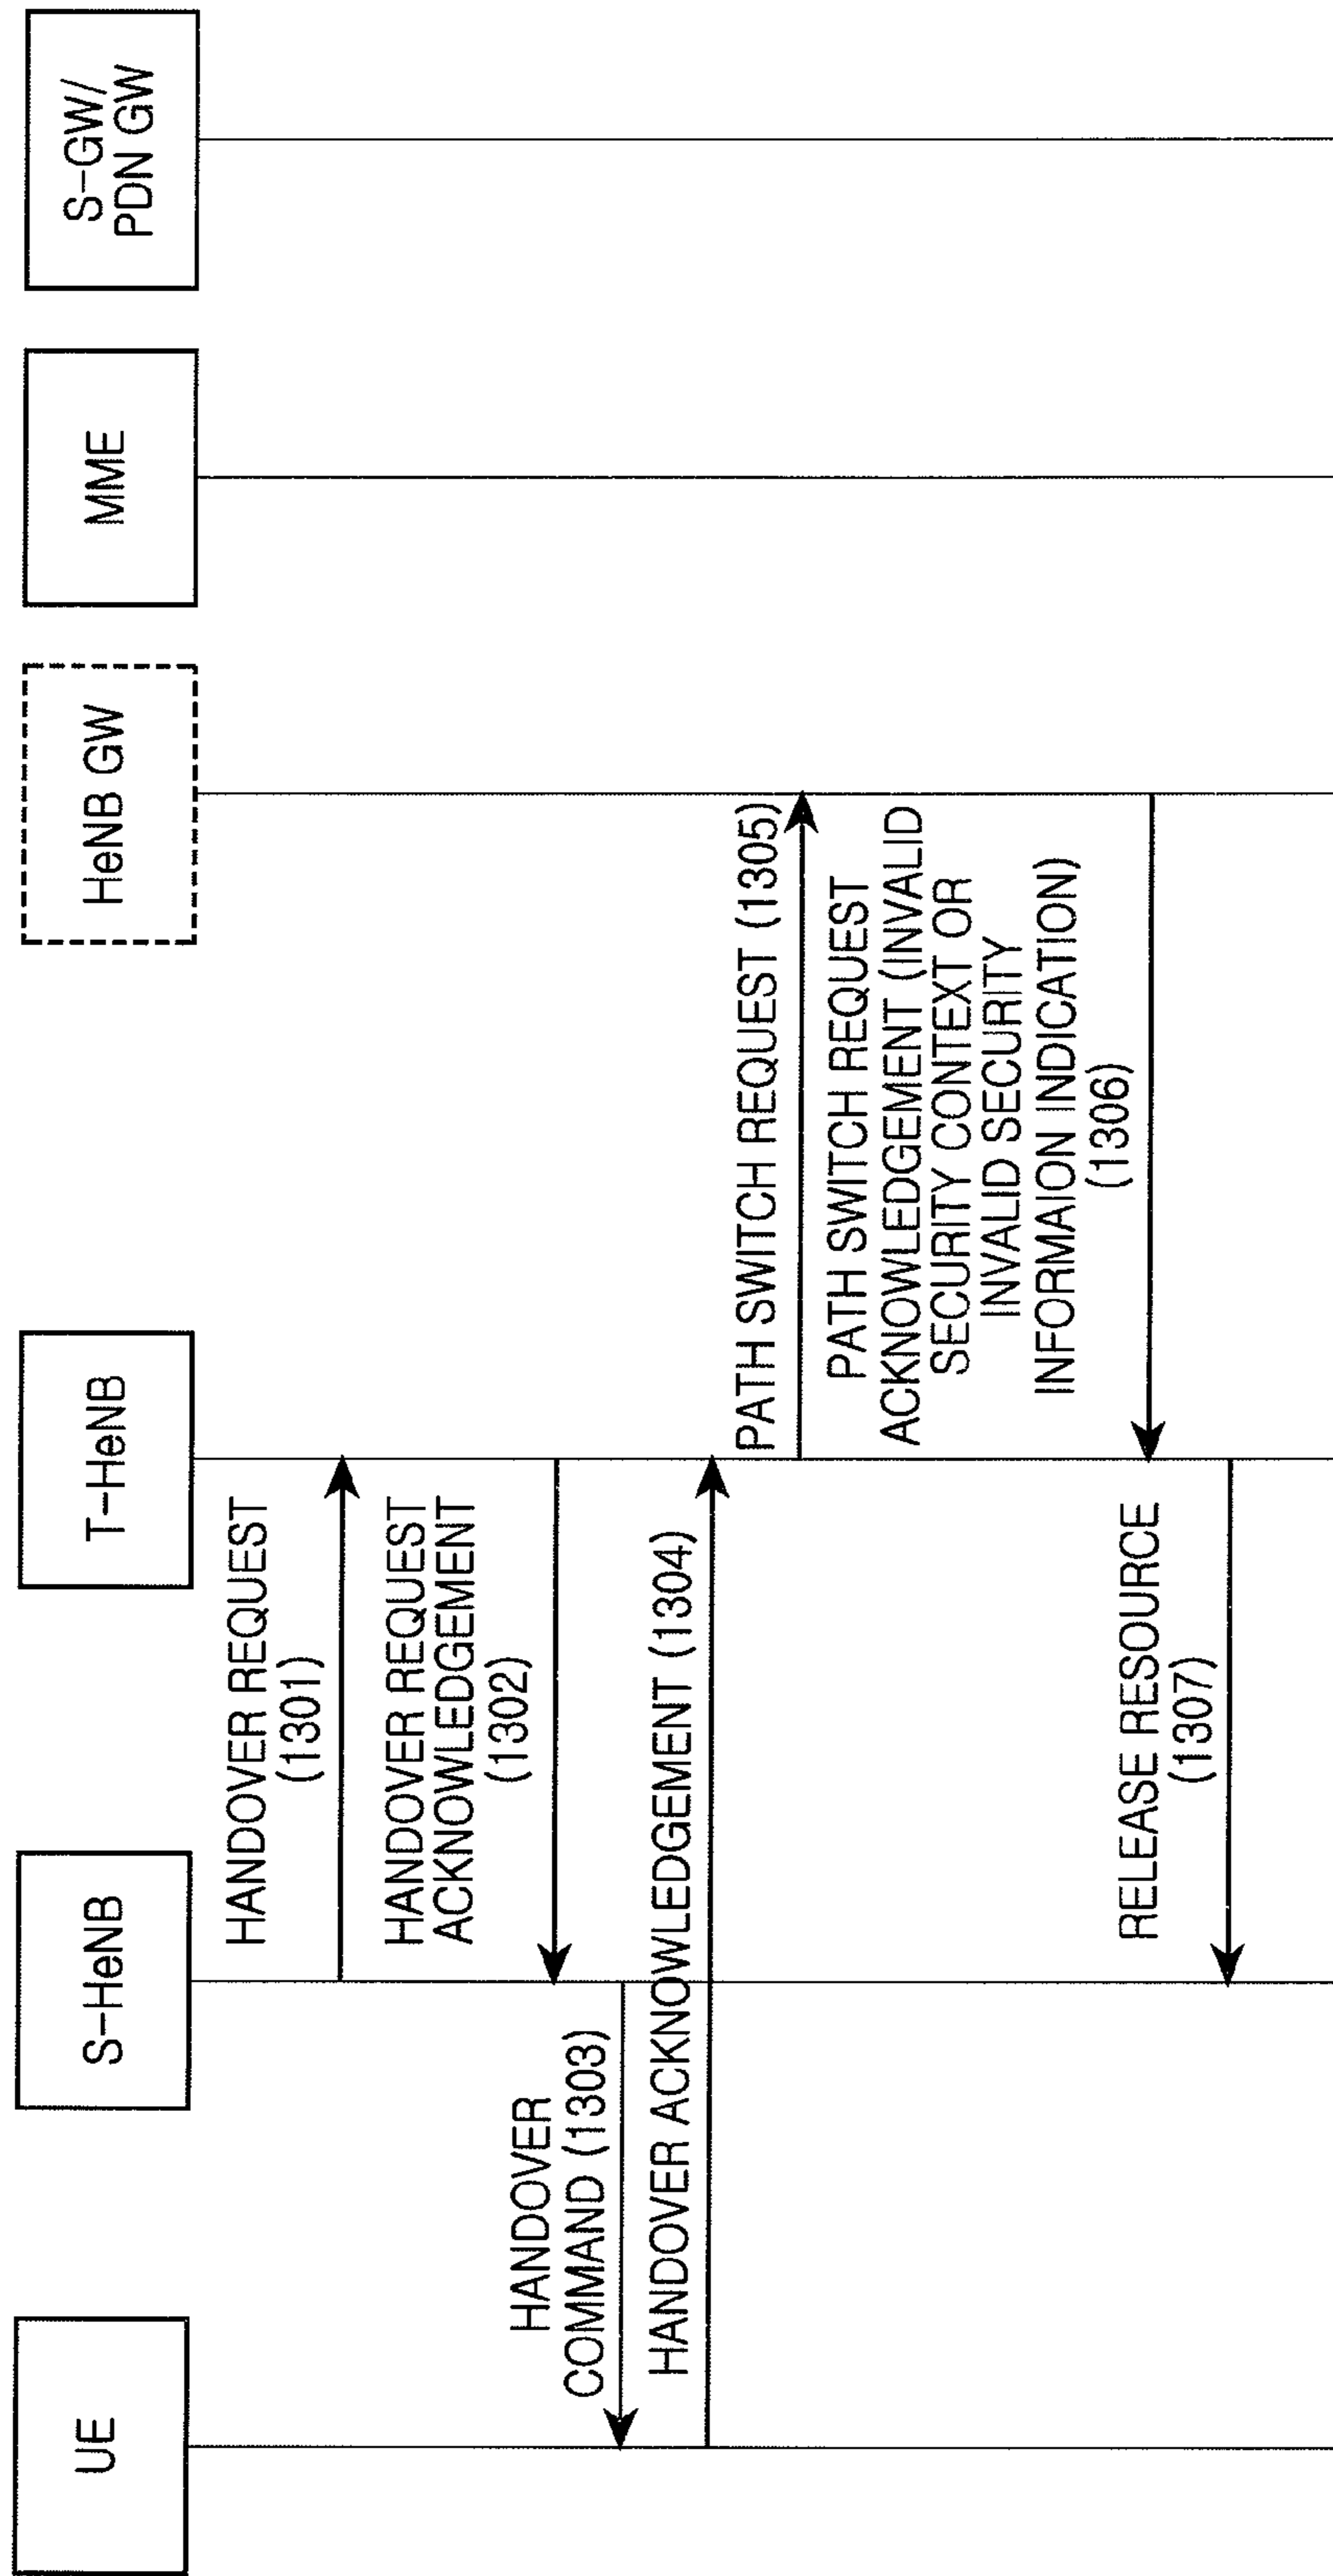 UE
S-HeNB
T-HeNB
HeNB GW
MME
S-GW/
PDN GW
HANDOVER REQUEST
(1301)
HANDOVER REQUEST
ACKNOWLEDGEMENT
(1302)
HANDOVER
COMMAND (1303)
HANDOVER ACKNOWLEDGEMENT (1304)
PATH SWITCH REQUEST (1305)
PATH SWITCH REQUEST
ACKNOWLEDGEMENT (INVALID
SECURITY CONTEXT OR
INVALID SECURITY
INFORMAION INDICATION)
(1306)
RELEASE RESOURCE
(1307)